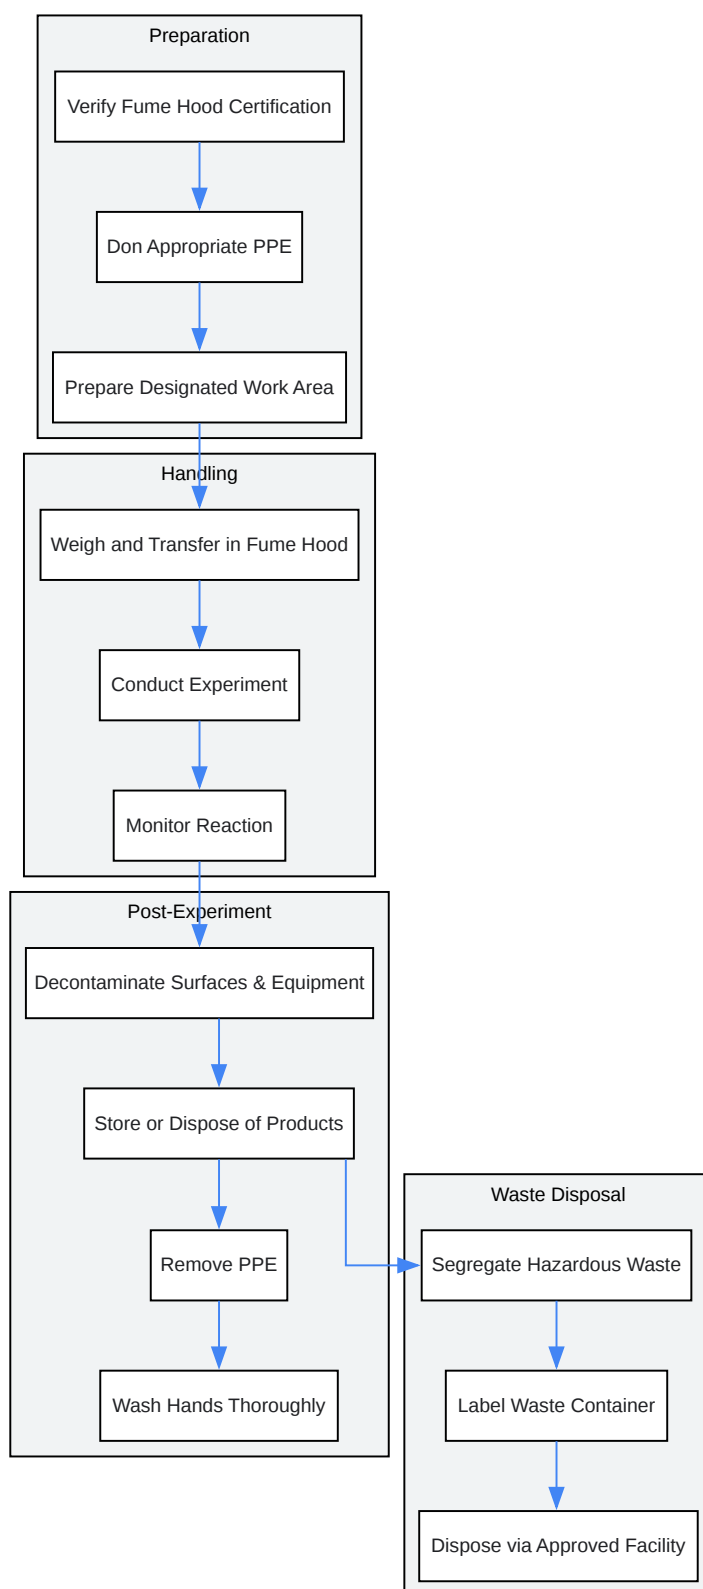 Preparation
Verify Fume Hood Certification
Don Appropriate PPE
Prepare Designated Work Area
Handling
Weigh and Transfer in Fume Hood
Conduct Experiment
Monitor Reaction
Post-Experiment
Decontaminate Surfaces & Equipment
Store or Dispose of Products
Remove PPE
Wash Hands Thoroughly
Waste Disposal
Segregate Hazardous Waste
Label Waste Container
Dispose via Approved Facility